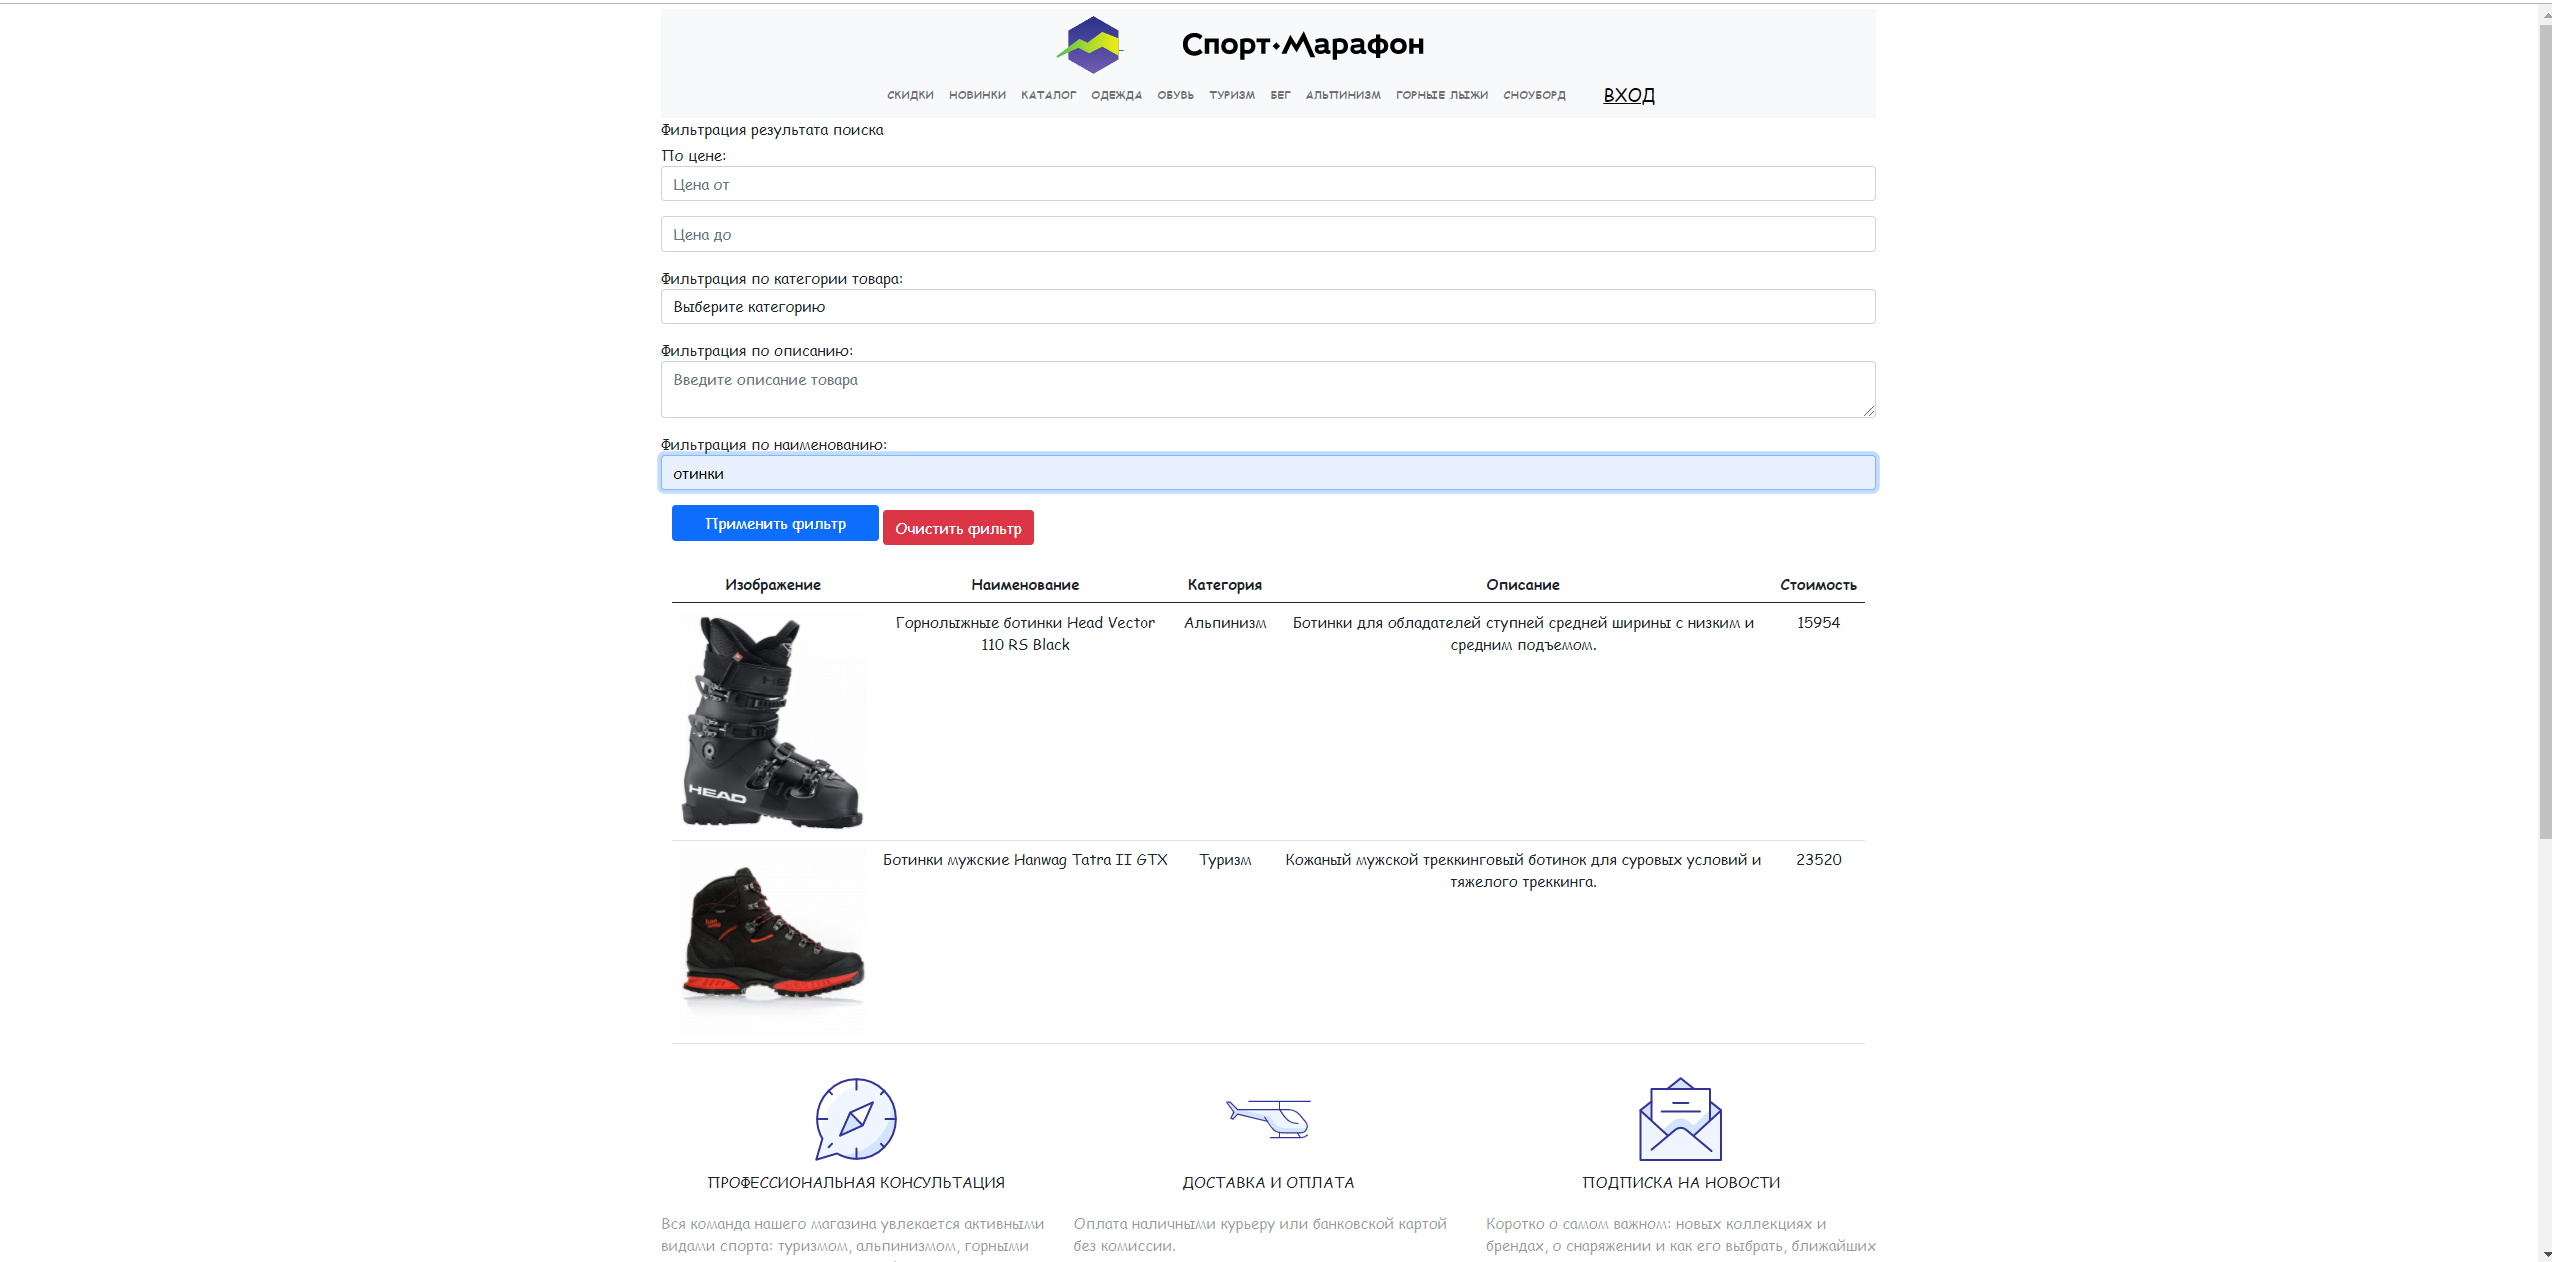 Спорт-Марафон
СКИДКИ НОВИНКИ КАТАЛОГ ОДЕЖДА ОБУВЬ ТУРИЗМ БЕГ АЛЬПИНИЗМ ГОРНЫЕ ЛЫЖИ СНОУБОРД ВХОД
Фильтрация результата поиска
По цене:
Цена от
Цена до
Фильтрация по категории товара:
Выберите категорию
Фильтрация по описанию:
Введите описание товара
Фильтрация по наименованию:
отинки
Применить фильтр Очистить фильтр
Изображение Наименование Категория Описание Стоимость
Горнолыжные ботинки Head Vector Альпинизм Ботинки для обладателей ступней средней ширины с низким и 15954
110 RS Black средним подъемом.
HEAD
Ботинки мужские Hanwag Tatra II GTX Туризм Кожаный мужской треккинговый ботинок для суровых условий и 23520
тяжелого треккинга.
ПРОФЕССИОНАЛЬНАЯ КОНСУЛЬТАЦИЯ ДОСТАВКА И ОПЛАТА ПОДПИСКА НА НОВОСТИ
Вся команда нашего магазина увлекается активными
видами спорта: туризмом, альпинизмом, горными
Оплата наличными курьеру или банковской картой
без комиссии.
Коротко о самом важном: новых коллекциях и
брендах, о снаряжении и как его выбрать, ближайших